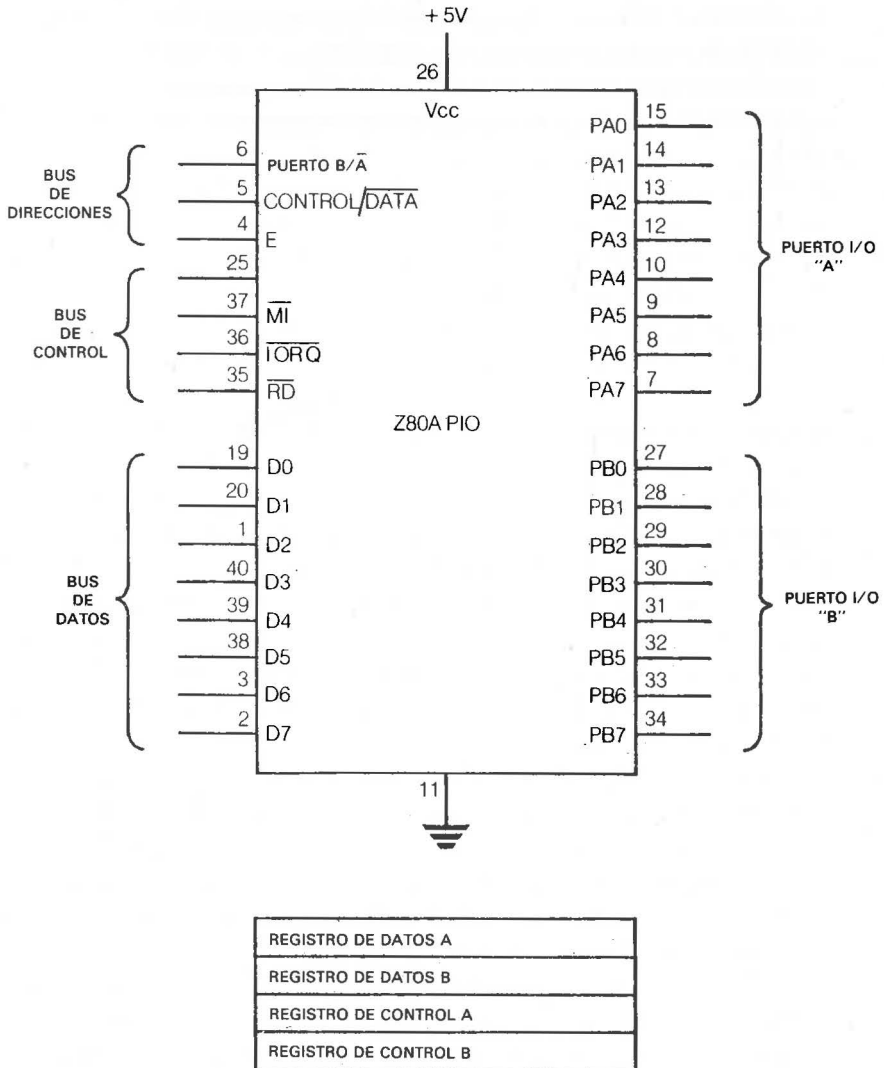 +5V
26
Vcc
6
PUERTO B/A̅
5
CONTROL/D̅A̅T̅A̅
4
E
BUS
DE
DIRECCIONES
25
37
M̅I̅
36
I̅O̅R̅Q̅
35
R̅D̅
BUS
DE
CONTROL
Z80A PIO
19
D0
20
D1
1
D2
40
D3
39
D4
38
D5
3
D6
2
D7
BUS
DE
DATOS
PA0
15
PA1
14
PA2
13
PA3
12
PA4
10
PA5
9
PA6
8
PA7
7
PUERTO I/O
"A"
PB0
27
PB1
28
PB2
29
PB3
30
PB4
31
PB5
32
PB6
33
PB7
34
PUERTO I/O
"B"
11
REGISTRO DE DATOS A
REGISTRO DE DATOS B
REGISTRO DE CONTROL A
REGISTRO DE CONTROL B